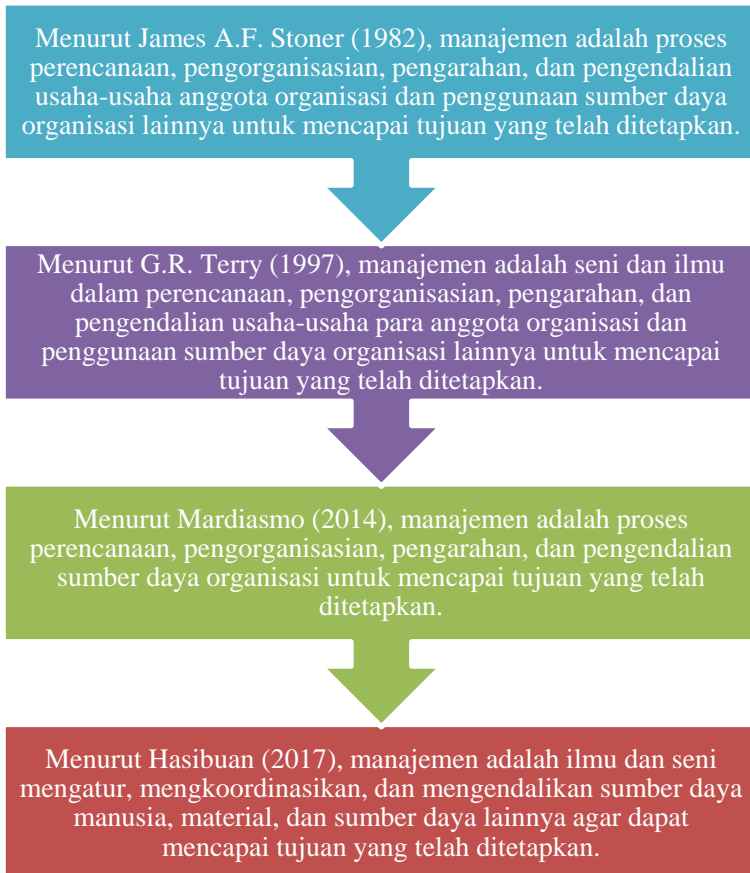 Menurut James A.F. Stoner (1982), manajemen adalah proses
perencanaan, pengorganisasian, pengarahan, dan pengendalian
usaha-usaha anggota organisasi dan penggunaan sumber daya
organisasi lainnya untuk mencapai tujuan yang telah ditetapkan.
Menurut G.R. Terry (1997), manajemen adalah seni dan ilmu
dalam perencanaan, pengorganisasian, pengarahan, dan
pengendalian usaha-usaha para anggota organisasi dan
penggunaan sumber daya organisasi lainnya untuk mencapai
tujuan yang telah ditetapkan.
Menurut Mardiasmo (2014), manajemen adalah proses
perencanaan, pengorganisasian, pengarahan, dan pengendalian
sumber daya organisasi untuk mencapai tujuan yang telah
ditetapkan.
Menurut Hasibuan (2017), manajemen adalah ilmu dan seni
mengatur, mengkoordinasikan, dan mengendalikan sumber daya
manusia, material, dan sumber daya lainnya agar dapat
mencapai tujuan yang telah ditetapkan.